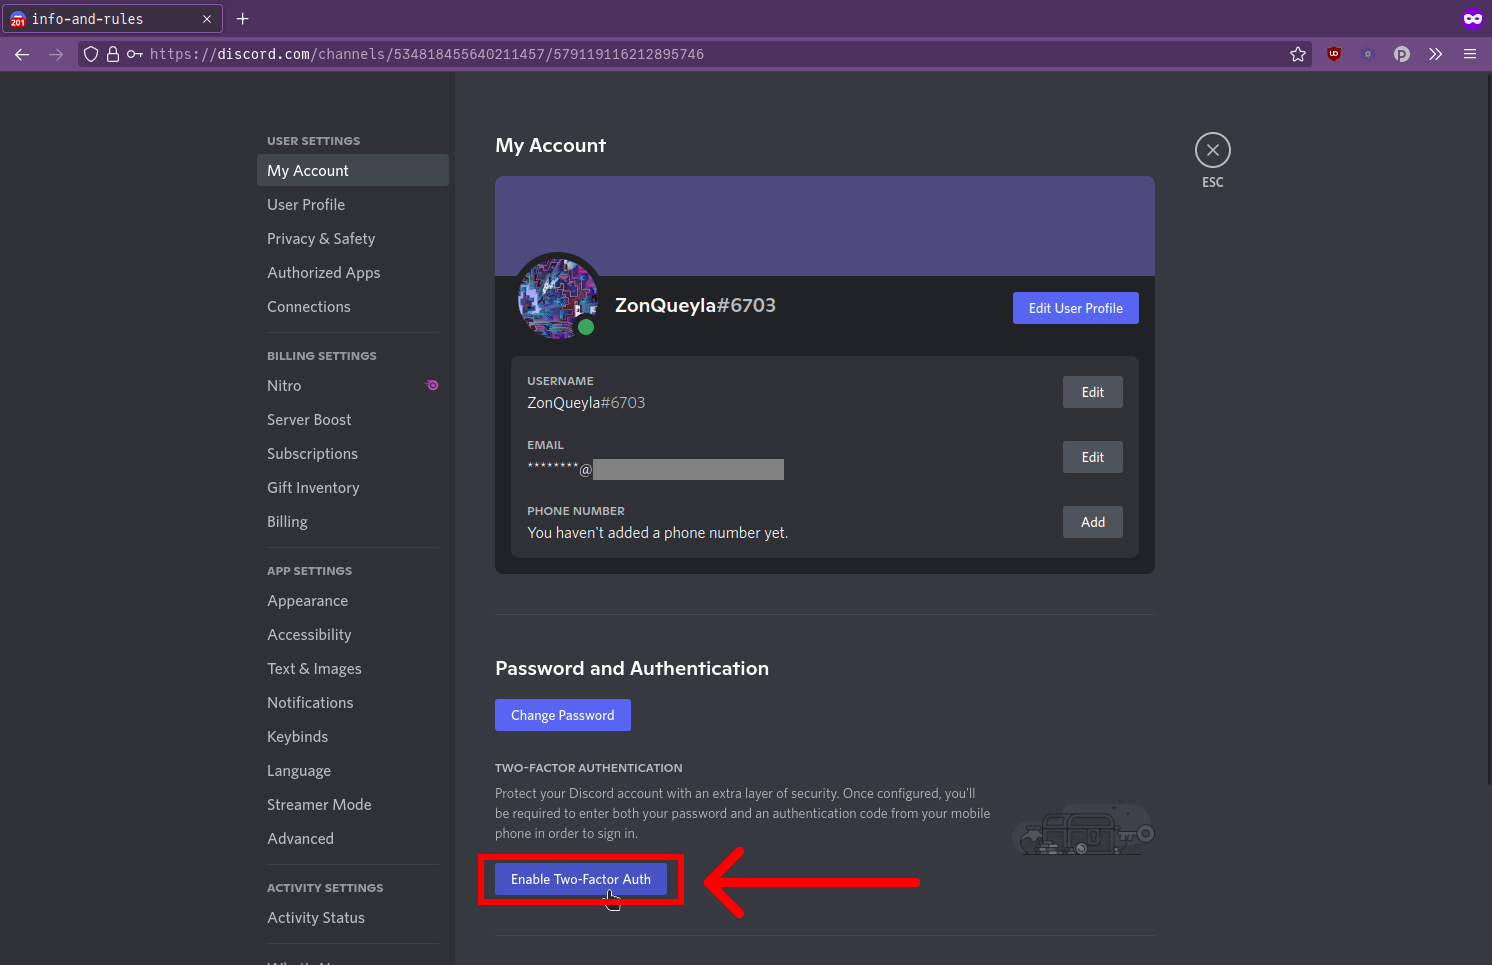 201 info-and-rules
https://discord.com/channels/534818455640211457/579119116212895746
USER SETTINGS
My Account
User Profile
Privacy & Safety
Authorized Apps
Connections
BILLING SETTINGS
Nitro
Server Boost
Subscriptions
Gift Inventory
Billing
APP SETTINGS
Appearance
Accessibility
Text & Images
Notifications
Keybinds
Language
Streamer Mode
Advanced
ACTIVITY SETTINGS
Activity Status
My Account
ESC
ZonQueyla#6703
Edit User Profile
USERNAME
ZonQueyla#6703
Edit
EMAIL
********@
Edit
PHONE NUMBER
You haven't added a phone number yet.
Add
Password and Authentication
Change Password
TWO-FACTOR AUTHENTICATION
Protect your Discord account with an extra layer of security. Once configured, you'll
be required to enter both your password and an authentication code from your mobile
phone in order to sign in.
Enable Two-Factor Auth